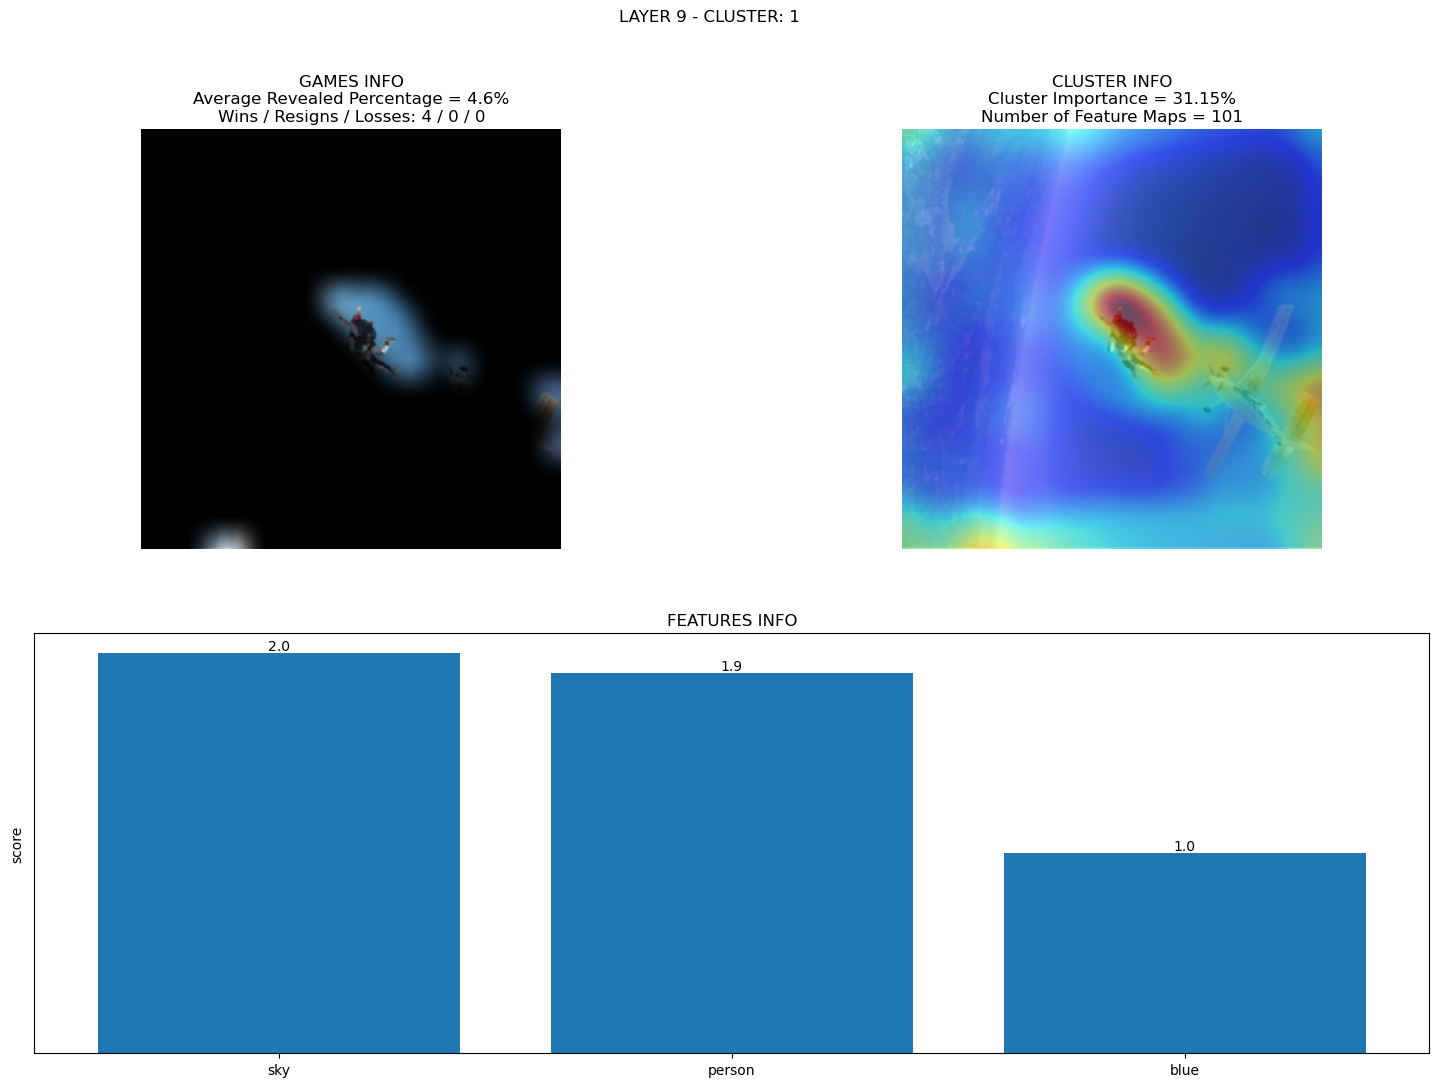 LAYER 9 - CLUSTER: 1
GAMES INFO
Average Revealed Percentage = 4.6%
Wins / Resigns / Losses: 4 / 0 / 0
CLUSTER INFO
Cluster Importance = 31.15%
Number of Feature Maps = 101
FEATURES INFO
2.0
1.9
1.0
score
sky
person
blue